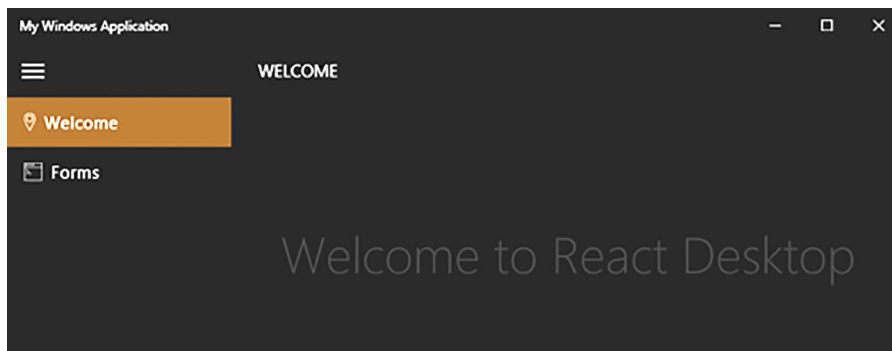 My Windows Application
WELCOME
Welcome
Forms
Welcome to React Desktop